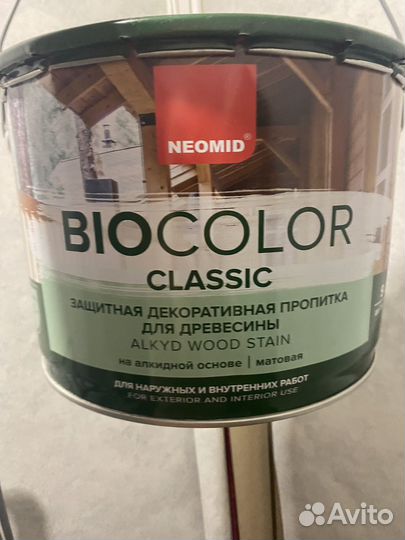 NEOMID
BIOCOLOR
CLASSIC
ЗАЩИТНАЯ ДЕКОРАТИВНАЯ ПРОПИТКА
ДЛЯ ДРЕВЕСИНЫ
ALKYD WOOD STAIN
на алкидной основе | матовая
ДЛЯ НАРУЖНЫХ И ВНУТРЕННИХ РАБОТ
FOR EXTERIOR AND INTERIOR USE
Avito